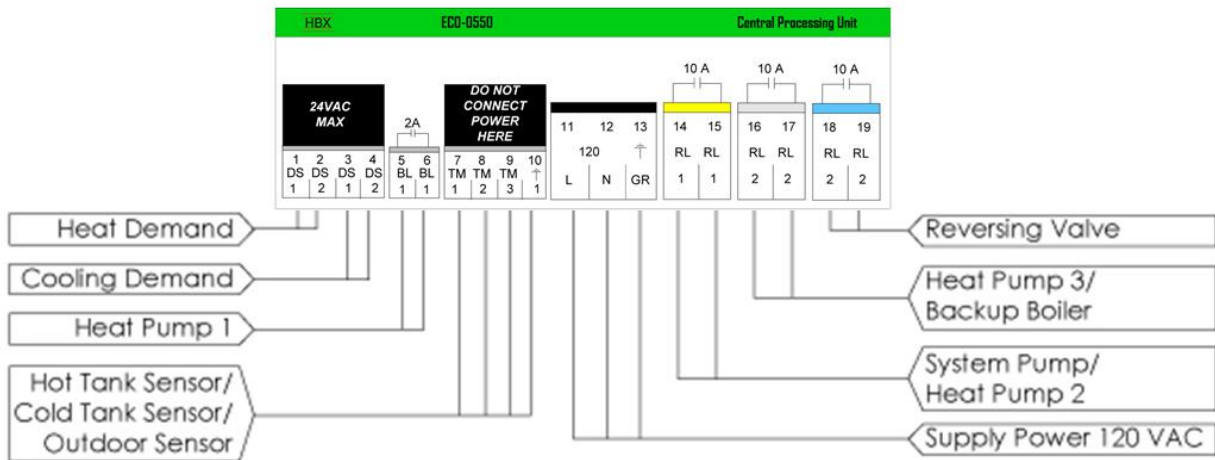 HBX ECO-0550 Central Processing Unit
10 A 10 A 10 A
24VAC
MAX
2A
DO NOT
CONNECT
POWER
HERE
1 2 3 4
DS DS DS DS
1 2 1 2
5 6
BL BL
1 1
7 8 9 10
TM TM TM
1 2 3 1
11 12 13
120
L N GR
14 15
RL RL
1 1
16 17
RL RL
2 2
18 19
RL RL
2 2
Heat Demand
Cooling Demand
Heat Pump 1
Hot Tank Sensor/
Cold Tank Sensor/
Outdoor Sensor
Reversing Valve
Heat Pump 3/
Backup Boiler
System Pump/
Heat Pump 2
Supply Power 120 VAC